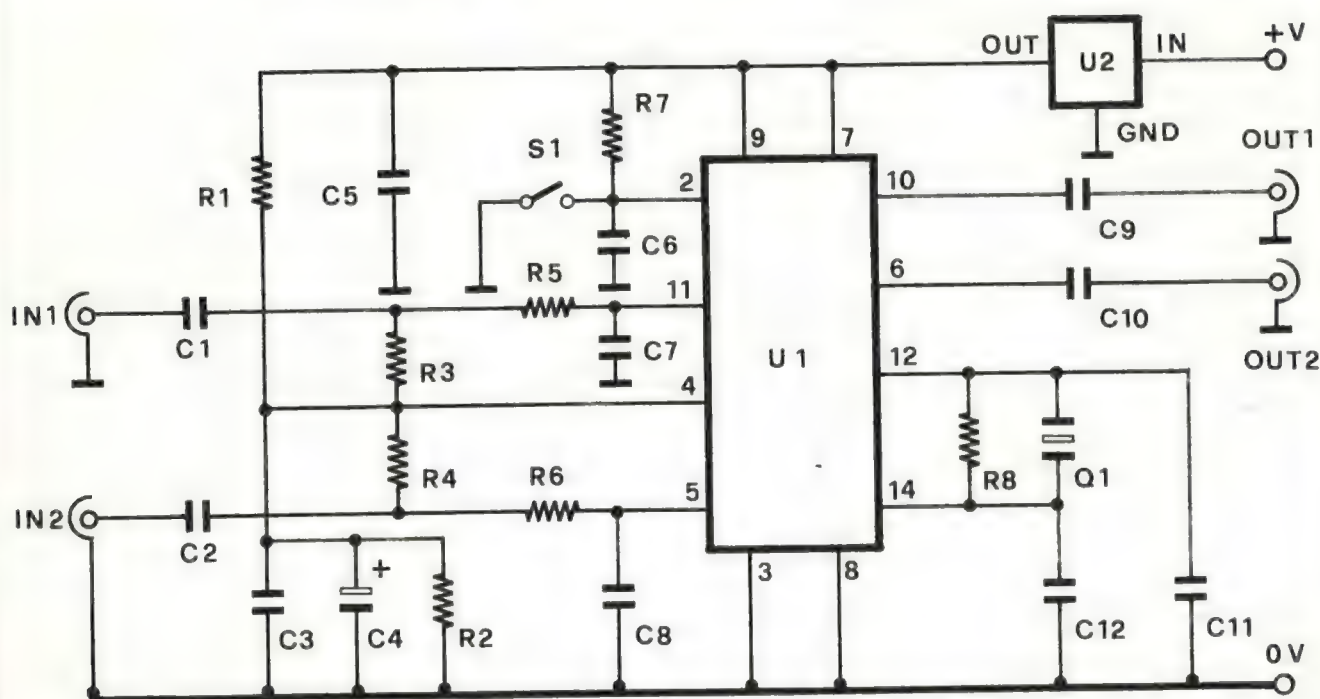 OUT
U2
IN
+V
GND
R7
S1
9
7
OUT1
R1
C5
2
10
C9
C6
R5
11
6
IN1
C1
C7
U1
C10
OUT2
R3
4
12
R4
R6
R8
Q1
IN2
C2
5
14
+
3
8
C3
C4
R2
C8
C12
C11
0V